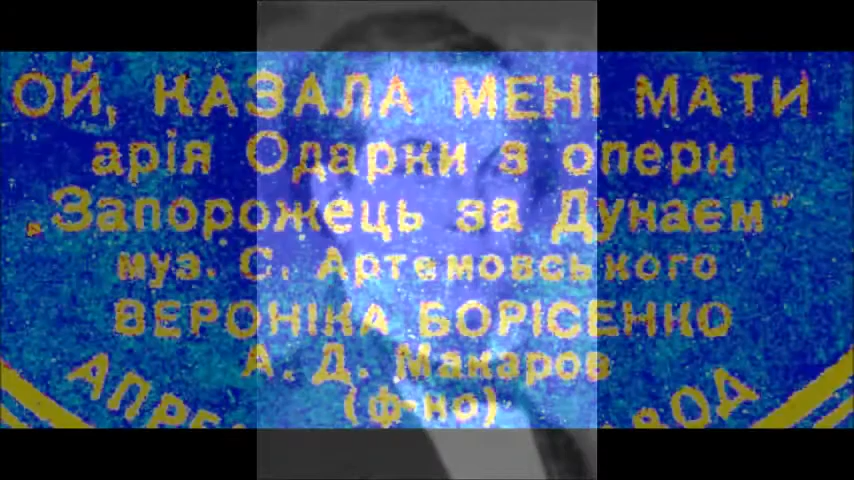 ОЙ, КАЗАЛА МЕНІ МАТИ
арія Одарки з опери
„Запорожець за Дунаєм“
муз. С. Артемовського
ВЕРОНІКА БОРІСЕНКО
А. Д. Макаров
(ф-но)